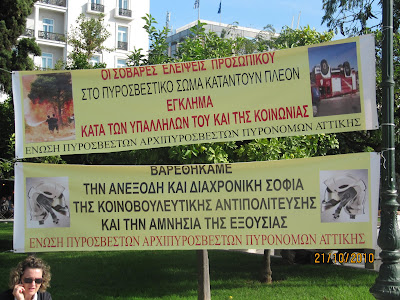 ΟΙ ΣΟΒΑΡΕΣ ΕΛΕΙΨΕΙΣ ΠΡΟΣΩΠΙΚΟΥ
ΣΤΟ ΠΥΡΟΣΒΕΣΤΙΚΟ ΣΩΜΑ ΚΑΤΑΝΤΟΥΝ ΠΛΕΟΝ
ΕΓΚΛΗΜΑ
ΚΑΤΑ ΤΩΝ ΥΠΑΛΛΗΛΩΝ ΤΟΥ ΚΑΙ ΤΗΣ ΚΟΙΝΩΝΙΑΣ
ΕΝΩΣΗ ΠΥΡΟΣΒΕΣΤΩΝ ΑΡΧΙΠΥΡΟΣΒΕΣΤΩΝ ΠΥΡΟΝΟΜΩΝ ΑΤΤΙΚΗΣ
ΒΑΡΕΘΗΚΑΜΕ
ΤΗΝ ΑΝΕΞΟΔΗ ΚΑΙ ΔΙΑΧΡΟΝΙΚΗ ΣΟΦΙΑ
ΤΗΣ ΚΟΙΝΟΒΟΥΛΕΥΤΙΚΗΣ ΑΝΤΙΠΟΛΙΤΕΥΣΗΣ
ΚΑΙ ΤΗΝ ΑΜΝΗΣΙΑ ΤΗΣ ΕΞΟΥΣΙΑΣ
ΕΝΩΣΗ ΠΥΡΟΣΒΕΣΤΩΝ ΑΡΧΙΠΥΡΟΣΒΕΣΤΩΝ ΠΥΡΟΝΟΜΩΝ ΑΤΤΙΚΗΣ
21/10/2010